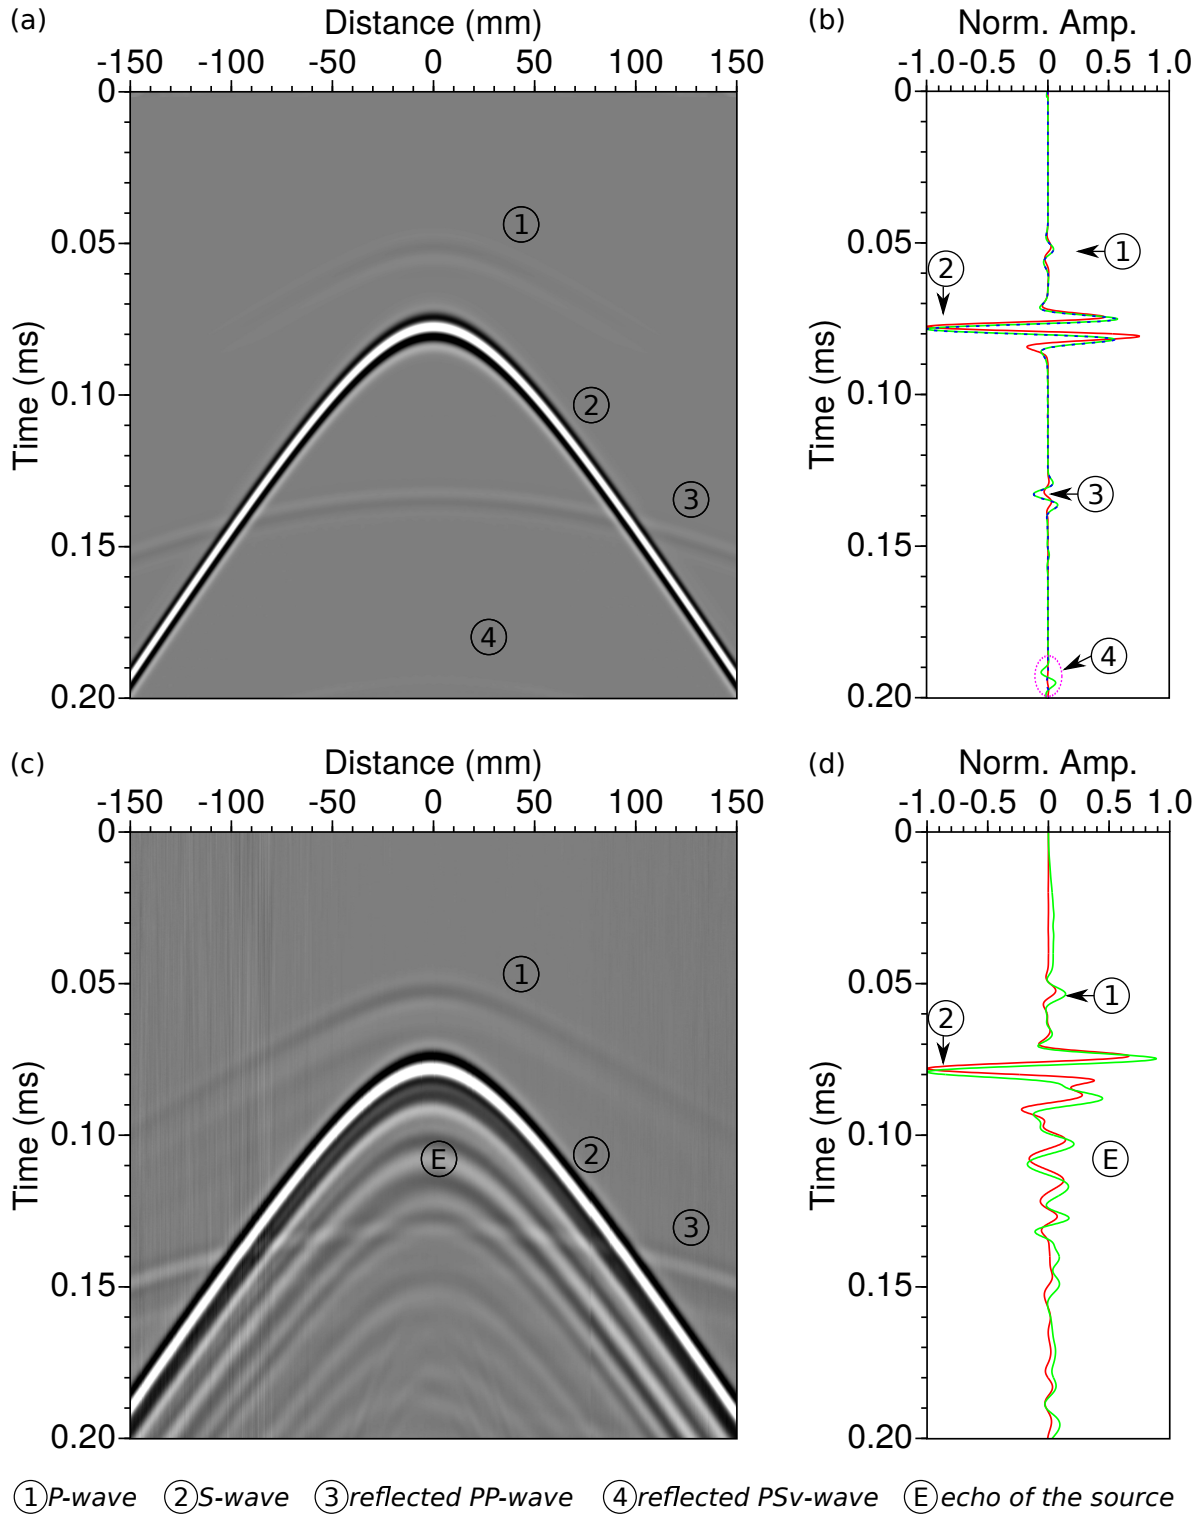 (a) Distance (mm)
-150 -100 -50 0 50 100 150
0
0.05
0.10
0.15
0.20
Time (ms)
1
2
3
4
(b) Norm. Amp.
-1.0 -0.5 0 0.5 1.0
0
0.05
0.10
0.15
0.20
Time (ms)
1
2
3
4
(c) Distance (mm)
-150 -100 -50 0 50 100 150
0
0.05
0.10
0.15
0.20
Time (ms)
1
E
2
3
(d) Norm. Amp.
-1.0 -0.5 0 0.5 1.0
0
0.05
0.10
0.15
0.20
Time (ms)
1
2
E
1 P-wave 2 S-wave 3 reflected PP-wave 4 reflected PSv-wave E echo of the source